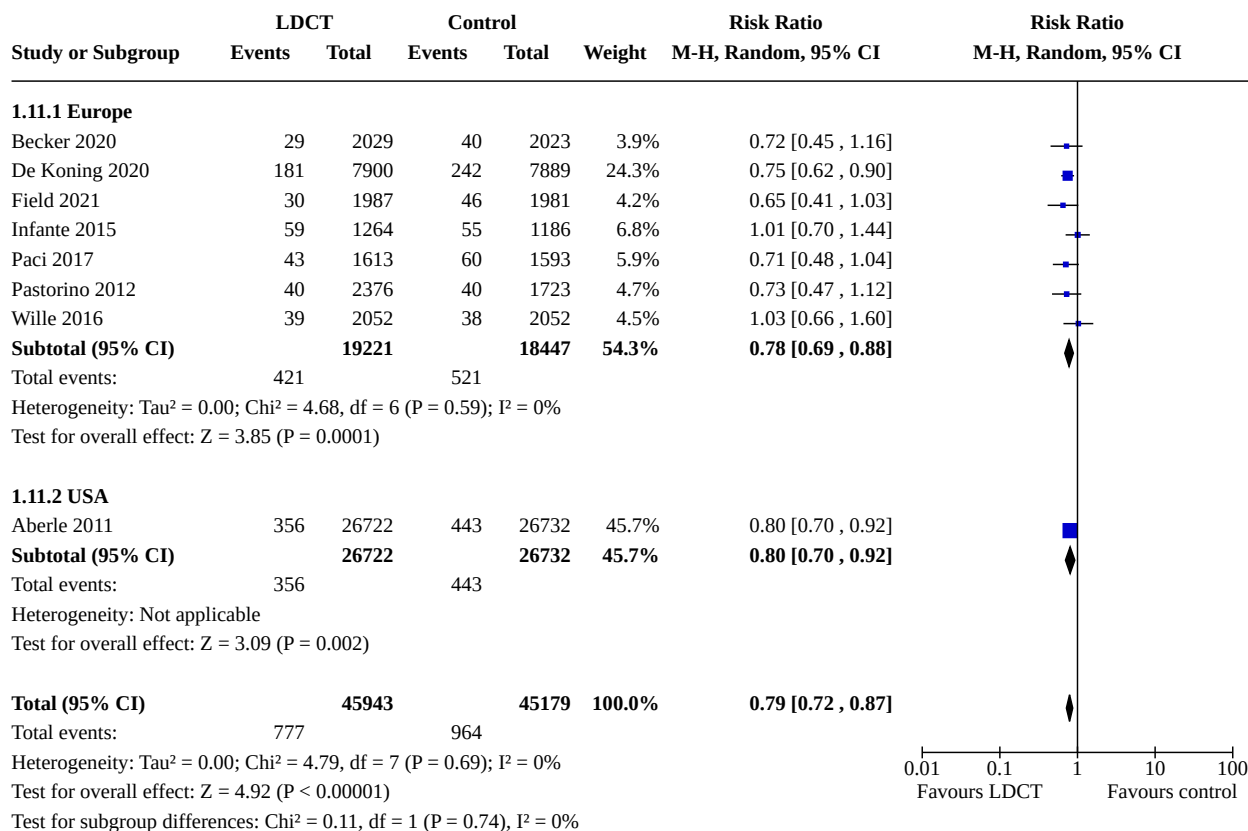 LDCT Control Risk Ratio Risk Ratio
Study or Subgroup Events Total Events Total Weight M-H, Random, 95% CI M-H, Random, 95% CI
1.11.1 Europe
Becker 2020 29 2029 40 2023 3.9% 0.72 [0.45 , 1.16]
De Koning 2020 181 7900 242 7889 24.3% 0.75 [0.62 , 0.90]
Field 2021 30 1987 46 1981 4.2% 0.65 [0.41 , 1.03]
Infante 2015 59 1264 55 1186 6.8% 1.01 [0.70 , 1.44]
Paci 2017 43 1613 60 1593 5.9% 0.71 [0.48 , 1.04]
Pastorino 2012 40 2376 40 1723 4.7% 0.73 [0.47 , 1.12]
Wille 2016 39 2052 38 2052 4.5% 1.03 [0.66 , 1.60]
Subtotal (95% CI) 19221 18447 54.3% 0.78 [0.69 , 0.88]
Total events: 421 521
Heterogeneity: Tau² = 0.00; Chi² = 4.68, df = 6 (P = 0.59); I² = 0%
Test for overall effect: Z = 3.85 (P = 0.0001)
1.11.2 USA
Aberle 2011 356 26722 443 26732 45.7% 0.80 [0.70 , 0.92]
Subtotal (95% CI) 26722 26732 45.7% 0.80 [0.70 , 0.92]
Total events: 356 443
Heterogeneity: Not applicable
Test for overall effect: Z = 3.09 (P = 0.002)
Total (95% CI) 45943 45179 100.0% 0.79 [0.72 , 0.87]
Total events: 777 964
Heterogeneity: Tau² = 0.00; Chi² = 4.79, df = 7 (P = 0.69); I² = 0%
0.01 0.1 1 10 100
Test for overall effect: Z = 4.92 (P < 0.00001)
Favours LDCT Favours control
Test for subgroup differences: Chi² = 0.11, df = 1 (P = 0.74), I² = 0%